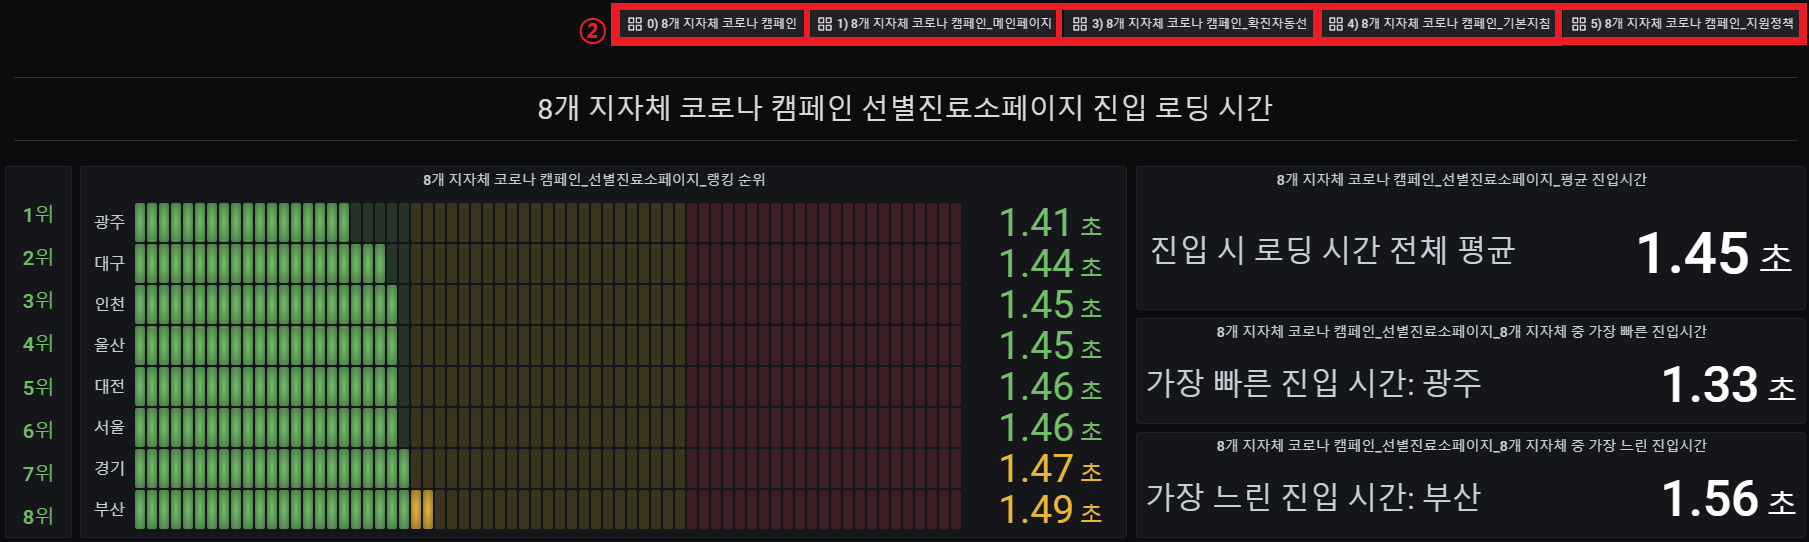 ② 0) 8개 지자체 코로나 캠페인 1) 8개 지자체 코로나 캠페인_메인페이지 3) 8개 지자체 코로나 캠페인_확진자동선 4) 8개 지자체 코로나 캠페인_기본지침 5) 8개 지자체 코로나 캠페인_지원정책
8개 지자체 코로나 캠페인 선별진료소페이지 진입 로딩 시간
8개 지자체 코로나 캠페인_선별진료소페이지_랭킹 순위
1위 광주 1.41 초
2위 대구 1.44 초
3위 인천 1.45 초
4위 울산 1.45 초
5위 대전 1.46 초
6위 서울 1.46 초
7위 경기 1.47 초
8위 부산 1.49 초
8개 지자체 코로나 캠페인_선별진료소페이지_평균 진입시간
진입 시 로딩 시간 전체 평균 1.45 초
8개 지자체 코로나 캠페인_선별진료소페이지_8개 지자체 중 가장 빠른 진입시간
가장 빠른 진입 시간: 광주 1.33 초
8개 지자체 코로나 캠페인_선별진료소페이지_8개 지자체 중 가장 느린 진입시간
가장 느린 진입 시간: 부산 1.56 초